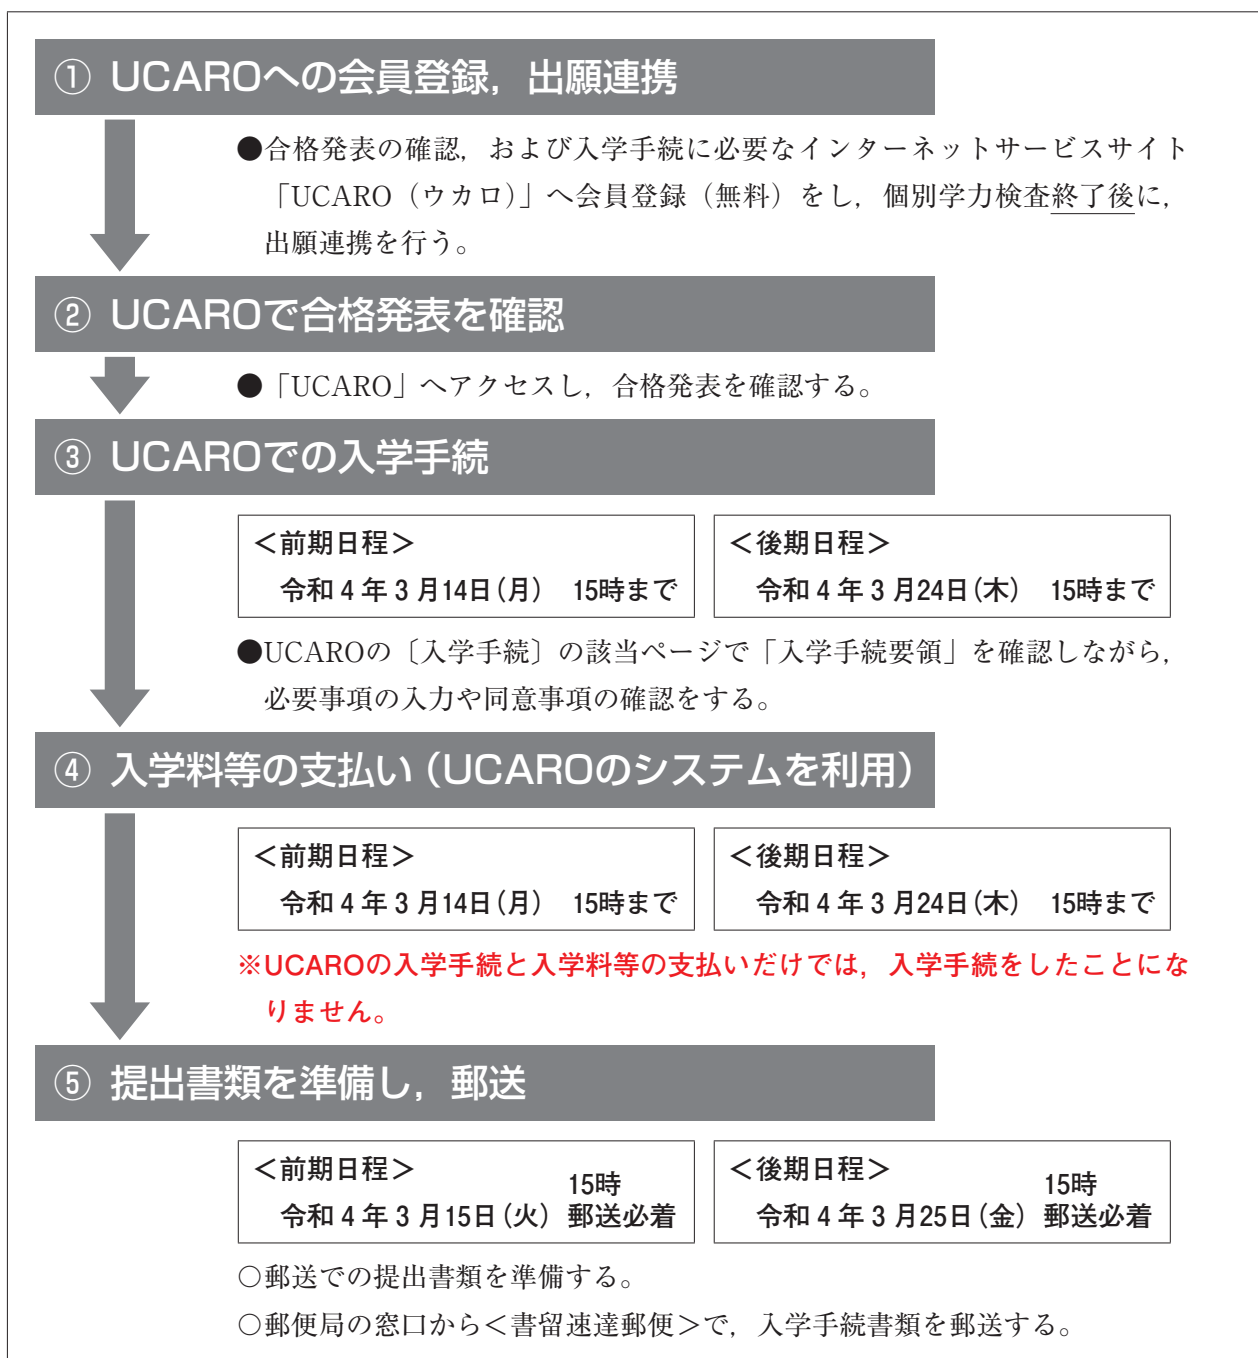 ① UCAROへの会員登録，出願連携
●合格発表の確認，および入学手続に必要なインターネットサービスサイト
「UCARO（ウカロ）」へ会員登録（無料）をし，個別学力検査終了後に，
出願連携を行う。
② UCAROで合格発表を確認
●「UCARO」へアクセスし，合格発表を確認する。
③ UCAROでの入学手続
＜前期日程＞
令和４年３月14日（月） 15時まで
＜後期日程＞
令和４年３月24日（木） 15時まで
●UCAROの〔入学手続〕の該当ページで「入学手続要領」を確認しながら，
必要事項の入力や同意事項の確認をする。
④ 入学料等の支払い（UCAROのシステムを利用）
＜前期日程＞
令和４年３月14日（月） 15時まで
＜後期日程＞
令和４年３月24日（木） 15時まで
※UCAROの入学手続と入学料等の支払いだけでは，入学手続をしたことにな
りません。
⑤ 提出書類を準備し，郵送
＜前期日程＞
15時
令和４年３月15日（火） 郵送必着
＜後期日程＞
15時
令和４年３月25日（金） 郵送必着
○郵送での提出書類を準備する。
○郵便局の窓口から＜書留速達郵便＞で，入学手続書類を郵送する。